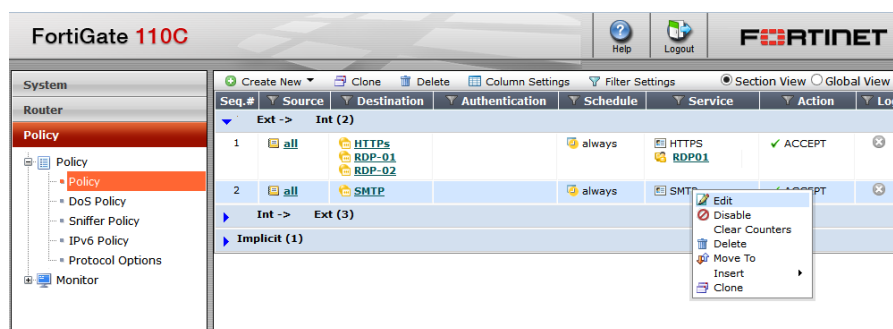 FortiGate 110C
Help
Logout
FORTINET
System
Router
Policy
Policy
Policy
DoS Policy
Sniffer Policy
IPv6 Policy
Protocol Options
Monitor
Create New Clone Delete Column Settings Filter Settings Section View Global View
Seq.# Source Destination Authentication Schedule Service Action
Ext -> Int (2)
1 all HTTPs always HTTPS ACCEPT
RDP-01 RDP01
RDP-02
2 all SMTP always
Int -> Ext (3)
Implicit (1)
Edit
Disable
Clear Counters
Delete
Move To
Insert
Clone